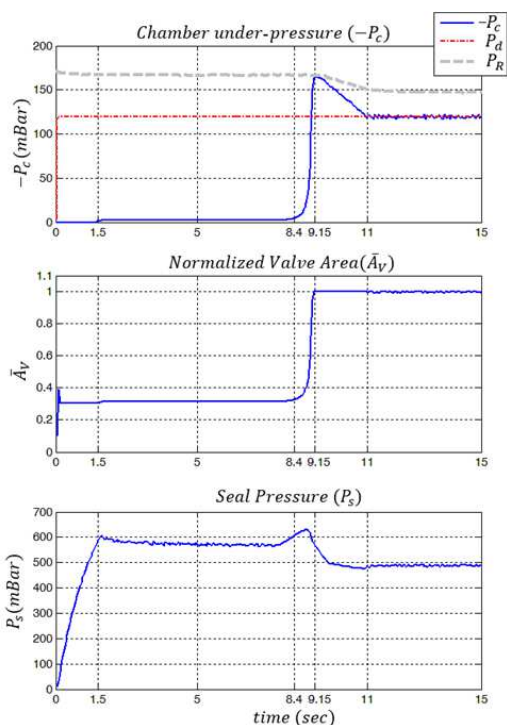 Chamber under-pressure (−P_c)
−P_c
P_d
P_R
200
150
100
50
0
−P_c(mBar)
0 1.5 5 8.4 9.15 11 15
Normalized Valve Area(Ā_V)
1.1
1
0.8
0.6
0.4
0.2
0
Ā_V
0 1.5 5 8.4 9.15 11 15
Seal Pressure (P_s)
700
600
500
400
300
200
100
0
P_s(mBar)
0 1.5 5 8.4 9.15 11 15
time (sec)